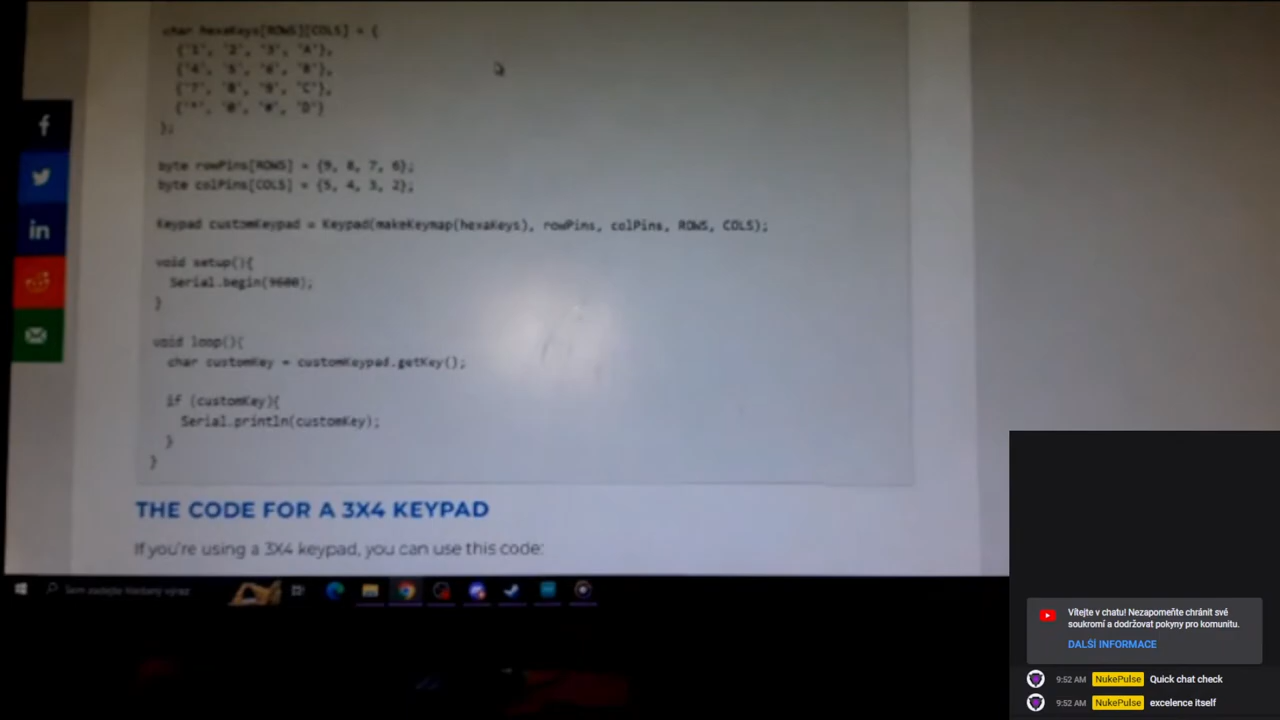 char hexaKeys[ROWS][COLS] = {
{'1', '2', '3', 'A'},
{'4', '5', '6', 'B'},
{'7', '8', '9', 'C'},
{'*', '0', '#', 'D'}
};
byte rowPins[ROWS] = {9, 8, 7, 6};
byte colPins[COLS] = {5, 4, 3, 2};
Keypad customKeypad = Keypad(makeKeymap(hexaKeys), rowPins, colPins, ROWS, COLS);
void setup(){
Serial.begin(9600);
}
void loop(){
char customKey = customKeypad.getKey();
if (customKey){
Serial.println(customKey);
}
}
THE CODE FOR A 3X4 KEYPAD
If you're using a 3X4 keypad, you can use this code:
Sem zadejte hledaný výraz
Vítejte v chatu! Nezapomeňte chránit své
soukromí a dodržovat pokyny pro komunitu.
DALŠÍ INFORMACE
9:52 AM NukePulse Quick chat check
9:52 AM NukePulse excelence itself